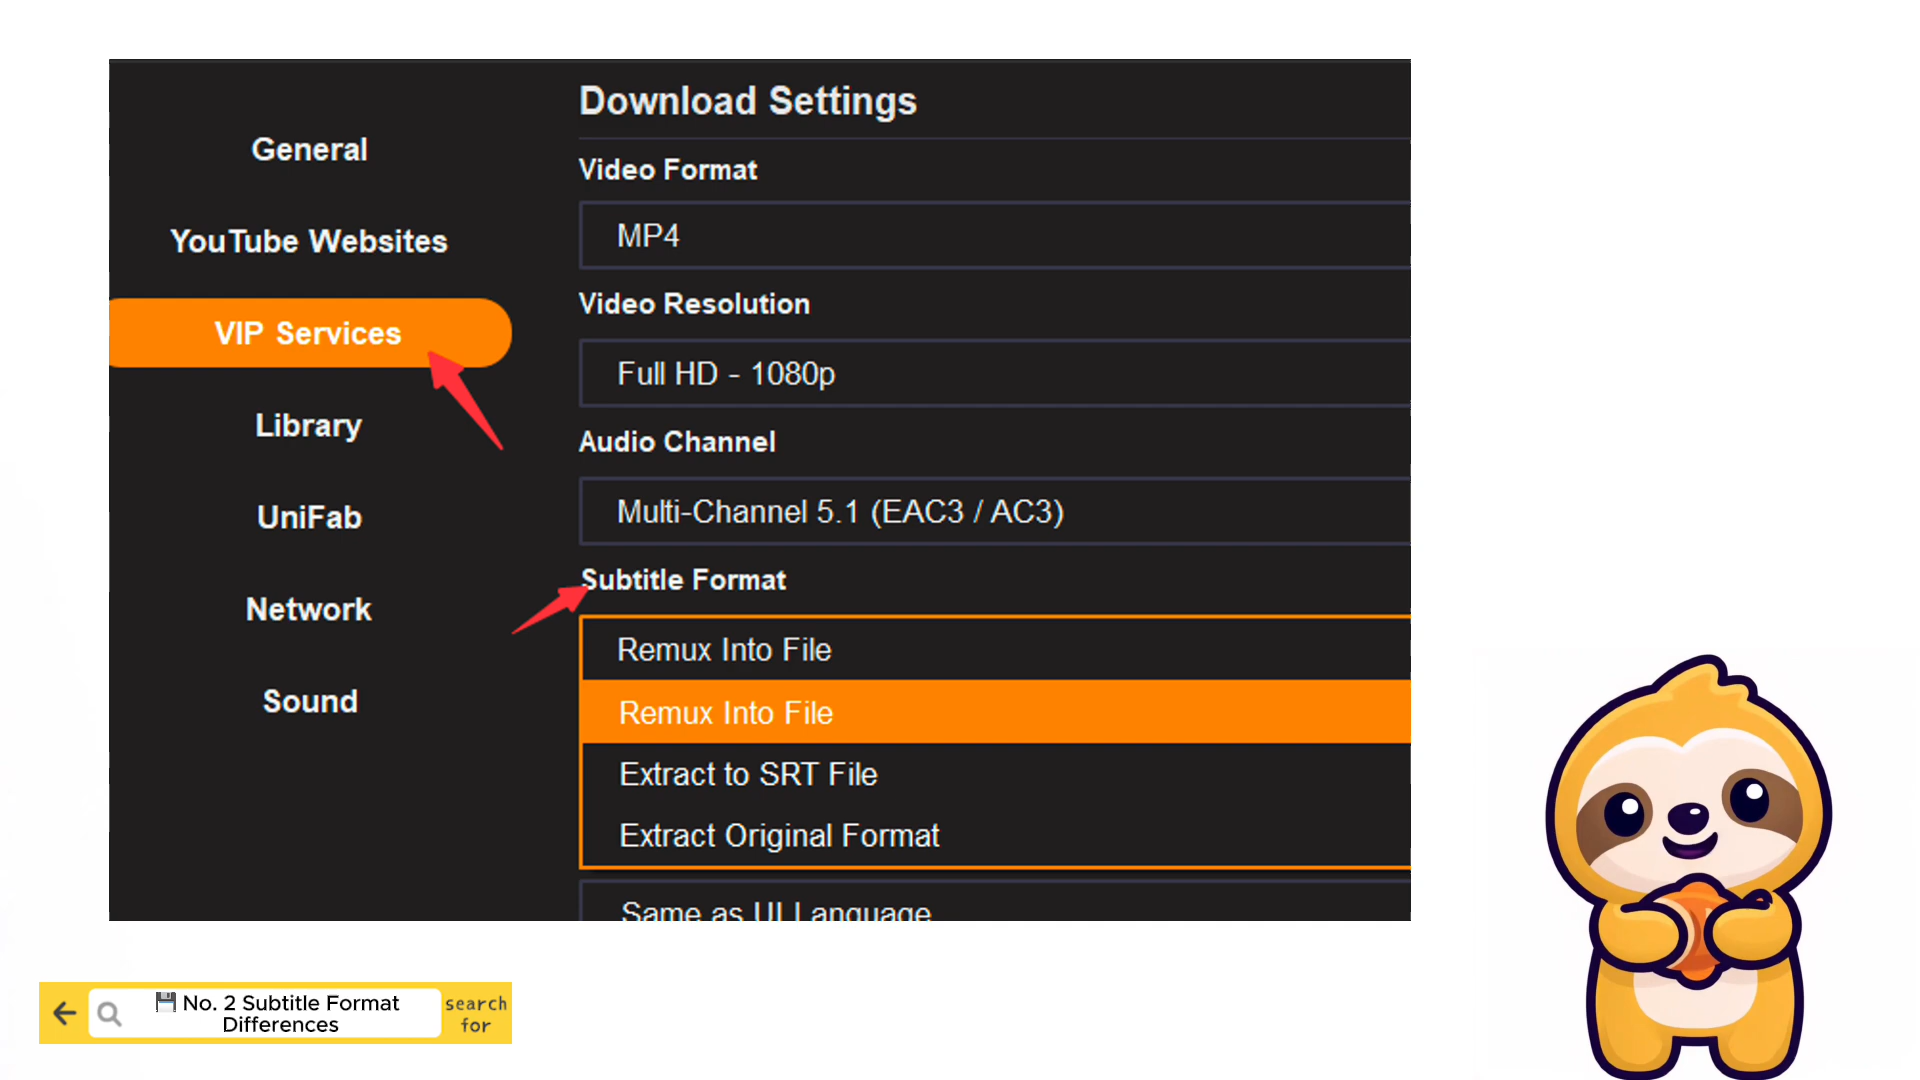 Download Settings
General
YouTube Websites
VIP Services
Library
UniFab
Network
Sound
Video Format
MP4
Video Resolution
Full HD - 1080p
Audio Channel
Multi-Channel 5.1 (EAC3 / AC3)
Subtitle Format
Remux Into File
Remux Into File
Extract to SRT File
Extract Original Format
Same as UI Language
💾 No. 2 Subtitle Format
Differences
search
for